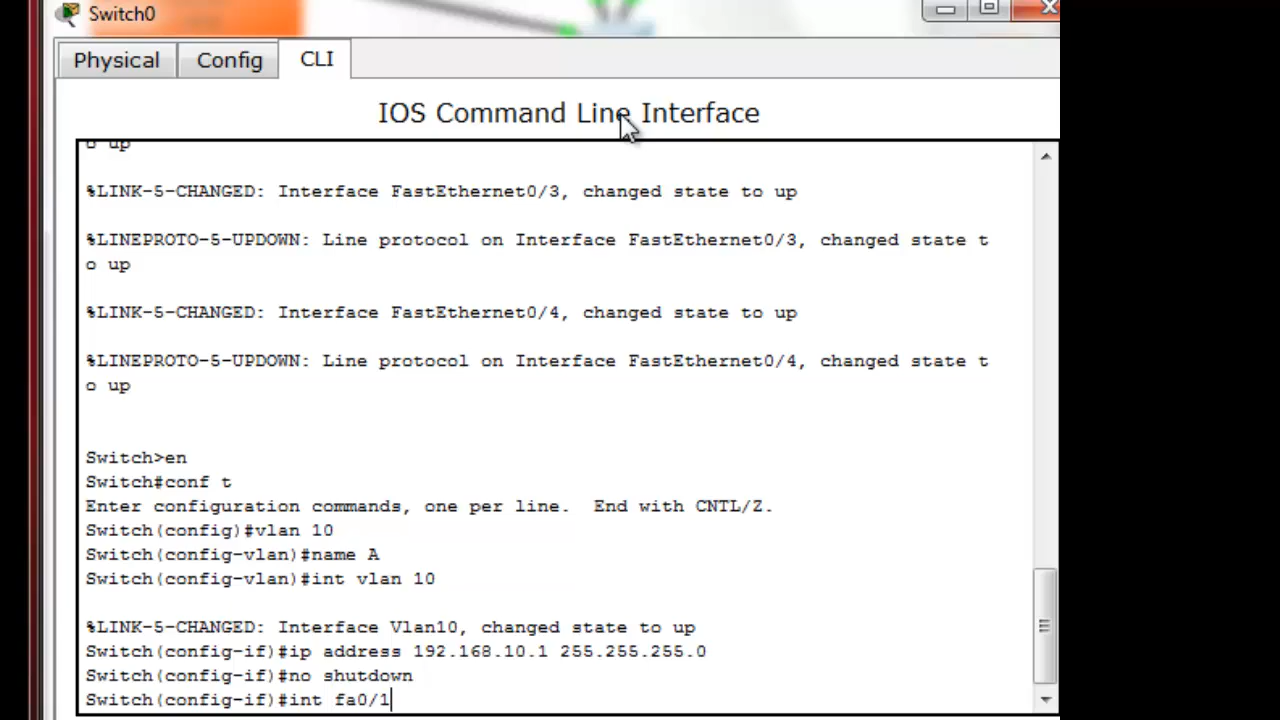 Switch0
Physical Config CLI
IOS Command Line Interface
o up
%LINK-5-CHANGED: Interface FastEthernet0/3, changed state to up
%LINEPROTO-5-UPDOWN: Line protocol on Interface FastEthernet0/3, changed state t
o up
%LINK-5-CHANGED: Interface FastEthernet0/4, changed state to up
%LINEPROTO-5-UPDOWN: Line protocol on Interface FastEthernet0/4, changed state t
o up
Switch>en
Switch#conf t
Enter configuration commands, one per line.  End with CNTL/Z.
Switch(config)#vlan 10
Switch(config-vlan)#name A
Switch(config-vlan)#int vlan 10
%LINK-5-CHANGED: Interface Vlan10, changed state to up
Switch(config-if)#ip address 192.168.10.1 255.255.255.0
Switch(config-if)#no shutdown
Switch(config-if)#int fa0/1